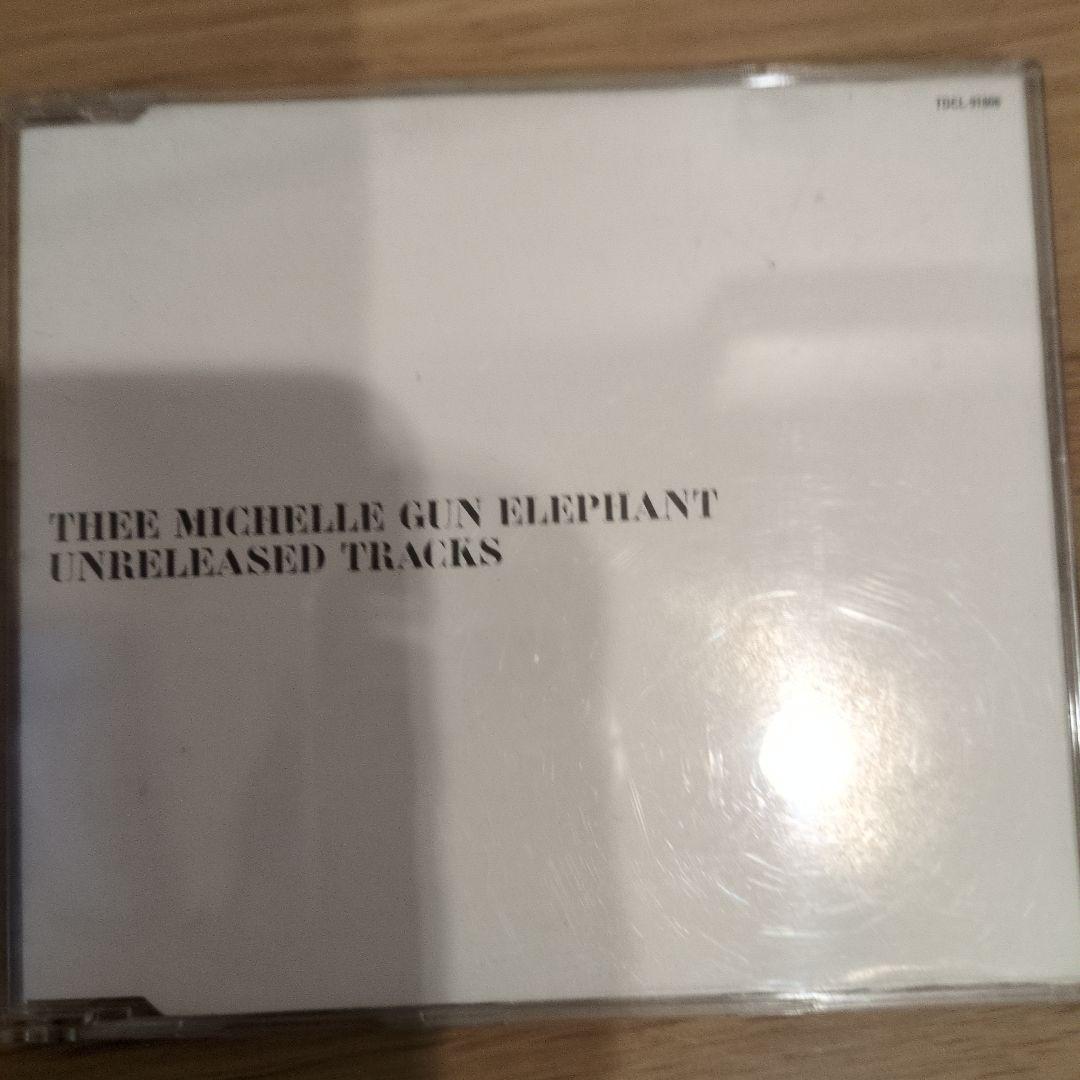 THEE MICHELLE GUN ELEPHANT
UNRELEASED TRACKS